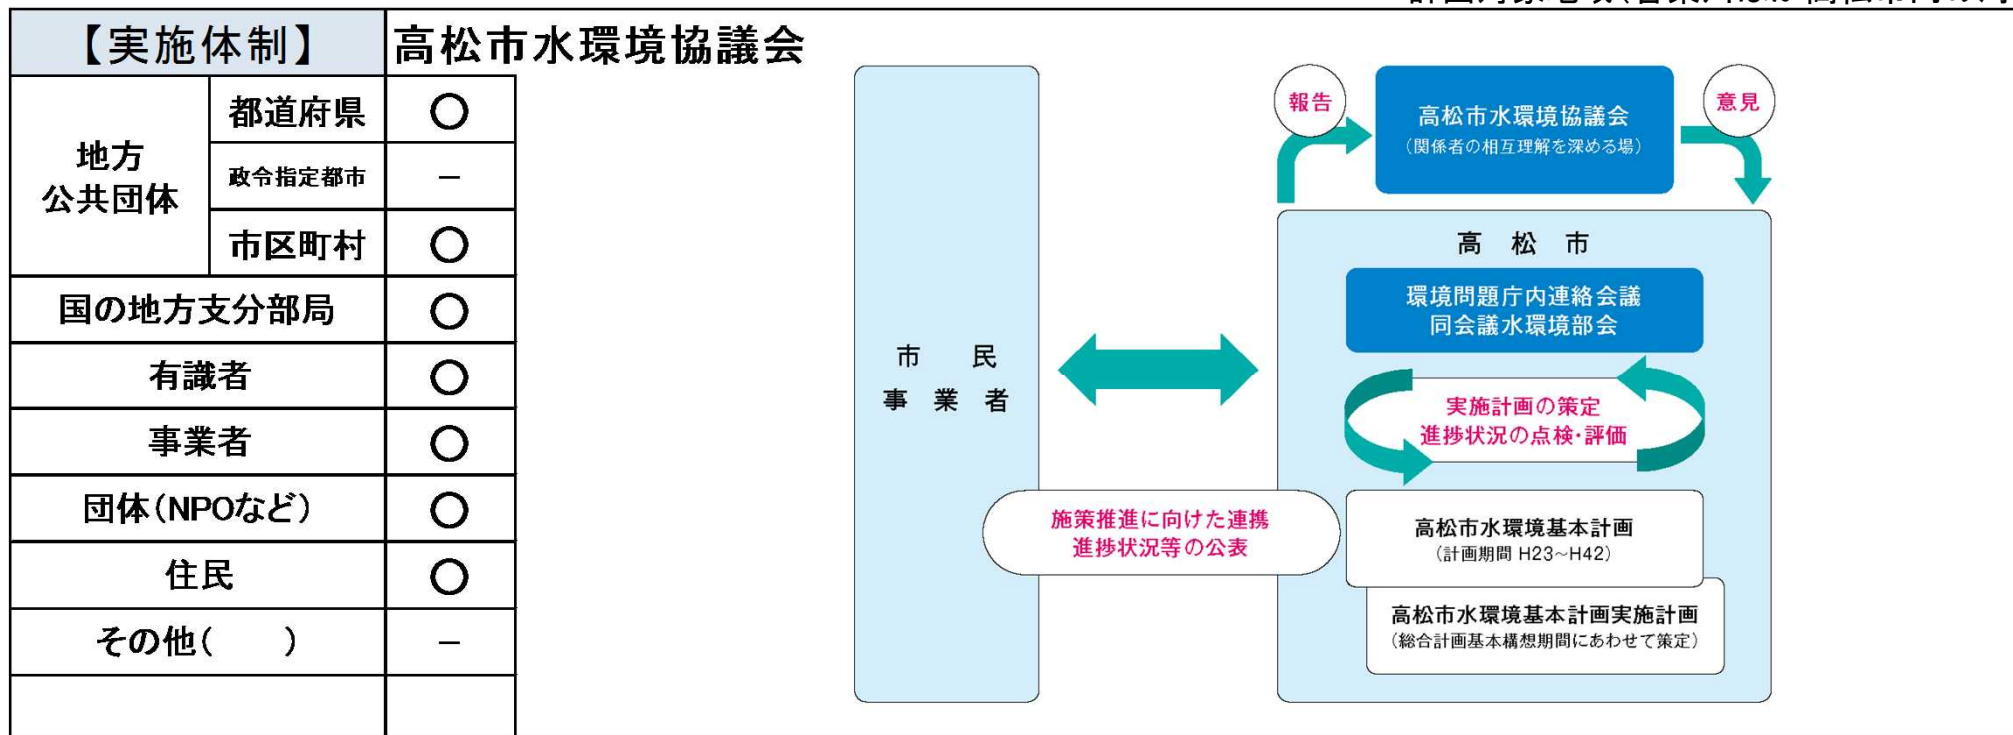 【実施体制】 高松市水環境協議会
地方
公共団体
都道府県 ○
政令指定都市 －
市区町村 ○
国の地方支分部局 ○
有識者 ○
事業者 ○
団体（NPOなど） ○
住民 ○
その他（　　） －
報告
高松市水環境協議会
（関係者の相互理解を深める場）
意見
市　民
事　業　者
高　松　市
環境問題庁内連絡会議
同会議水環境部会
実施計画の策定
進捗状況の点検・評価
施策推進に向けた連携
進捗状況等の公表
高松市水環境基本計画
（計画期間 H23～H42）
高松市水環境基本計画実施計画
（総合計画基本構想期間にあわせて策定）